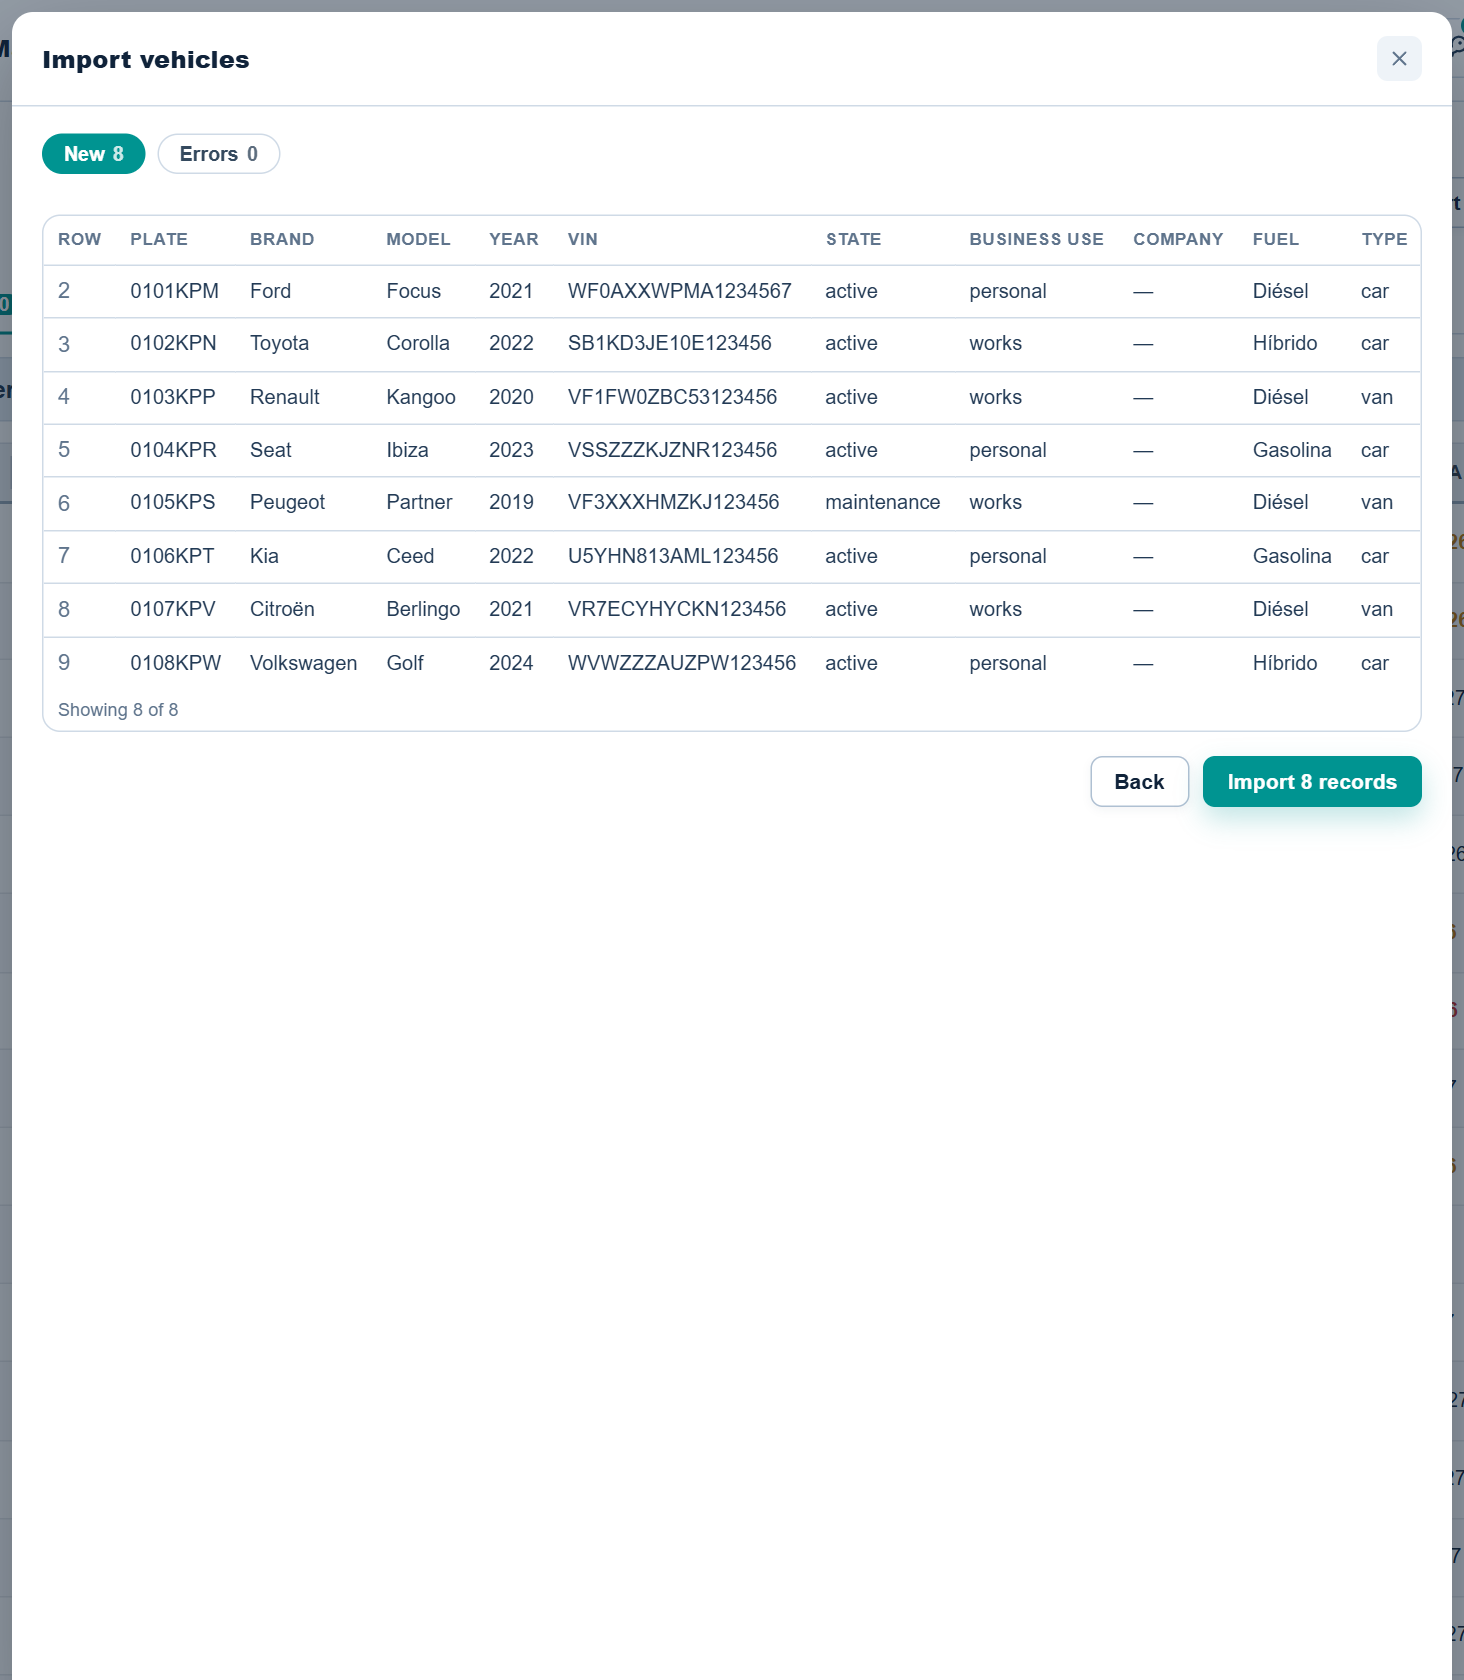 Import vehicles
New 8
Errors 0
ROW PLATE BRAND MODEL YEAR VIN STATE BUSINESS USE COMPANY FUEL TYPE
2 0101KPM Ford Focus 2021 WF0AXXWPMA1234567 active personal — Diésel car
3 0102KPN Toyota Corolla 2022 SB1KD3JE10E123456 active works — Híbrido car
4 0103KPP Renault Kangoo 2020 VF1FW0ZBC53123456 active works — Diésel van
5 0104KPR Seat Ibiza 2023 VSSZZZKJZNR123456 active personal — Gasolina car
6 0105KPS Peugeot Partner 2019 VF3XXXHMZKJ123456 maintenance works — Diésel van
7 0106KPT Kia Ceed 2022 U5YHN813AML123456 active personal — Gasolina car
8 0107KPV Citroën Berlingo 2021 VR7ECYHYCKN123456 active works — Diésel van
9 0108KPW Volkswagen Golf 2024 WVWZZZAUZPW123456 active personal — Híbrido car
Showing 8 of 8
Back
Import 8 records